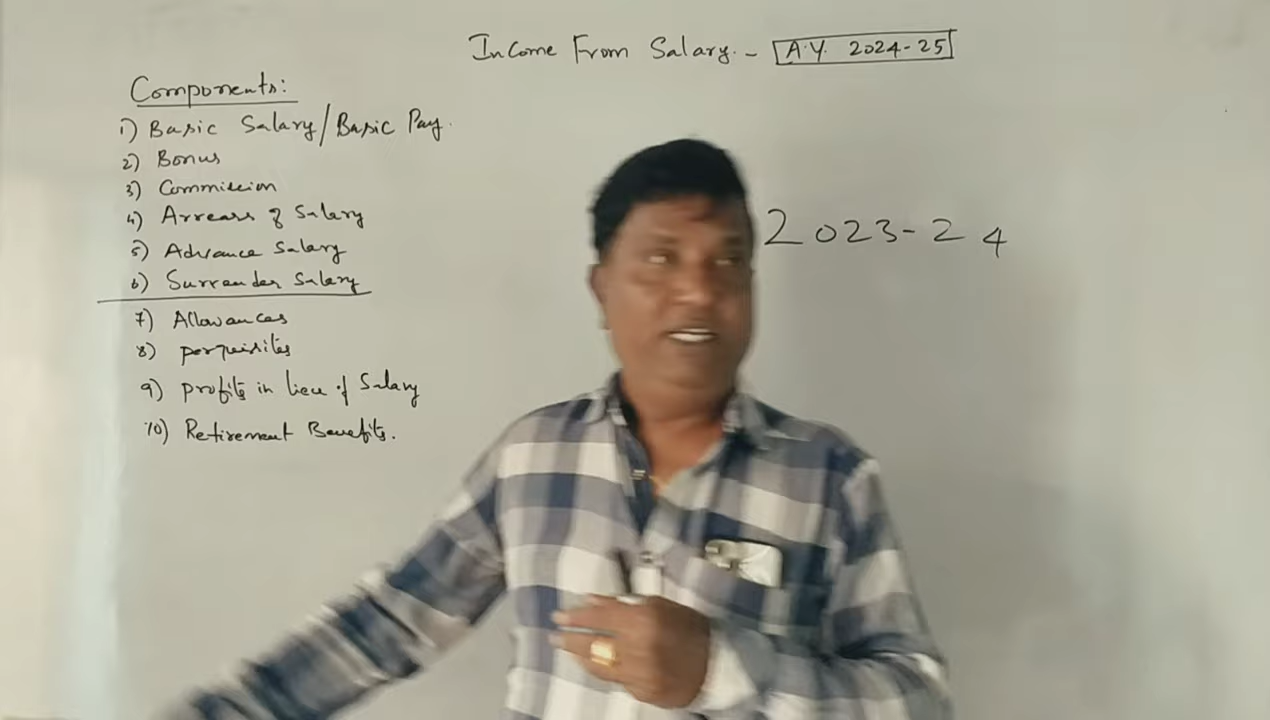 Income From Salary. - A.Y. 2024-25
Components:
1) Basic Salary/Basic Pay.
2) Bonus
3) Commission
4) Arrears of Salary
5) Advance Salary
6) Surrender Salary
7) Allowances
8) perquisites
9) profits in lieu of Salary
10) Retirement Benefits.
2023-24